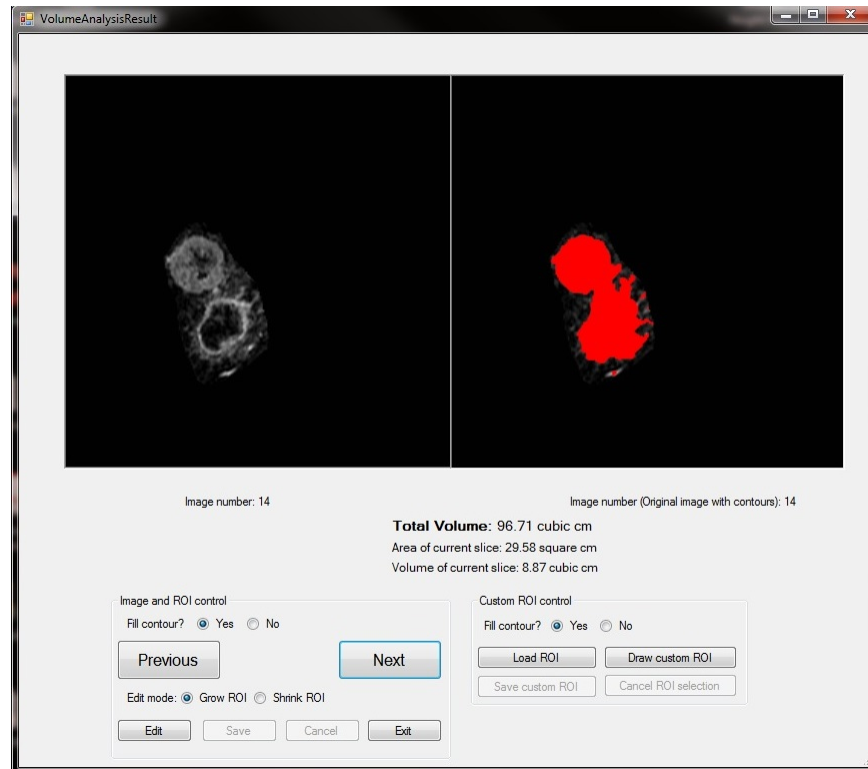 VolumeAnalysisResult
Image number: 14
Image number (Original image with contours): 14
Total Volume: 96.71 cubic cm
Area of current slice: 29.58 square cm
Volume of current slice: 8.87 cubic cm
Image and ROI control
Fill contour? Yes No
Previous Next
Edit mode: Grow ROI Shrink ROI
Edit Save Cancel Exit
Custom ROI control
Fill contour? Yes No
Load ROI Draw custom ROI
Save custom ROI Cancel ROI selection